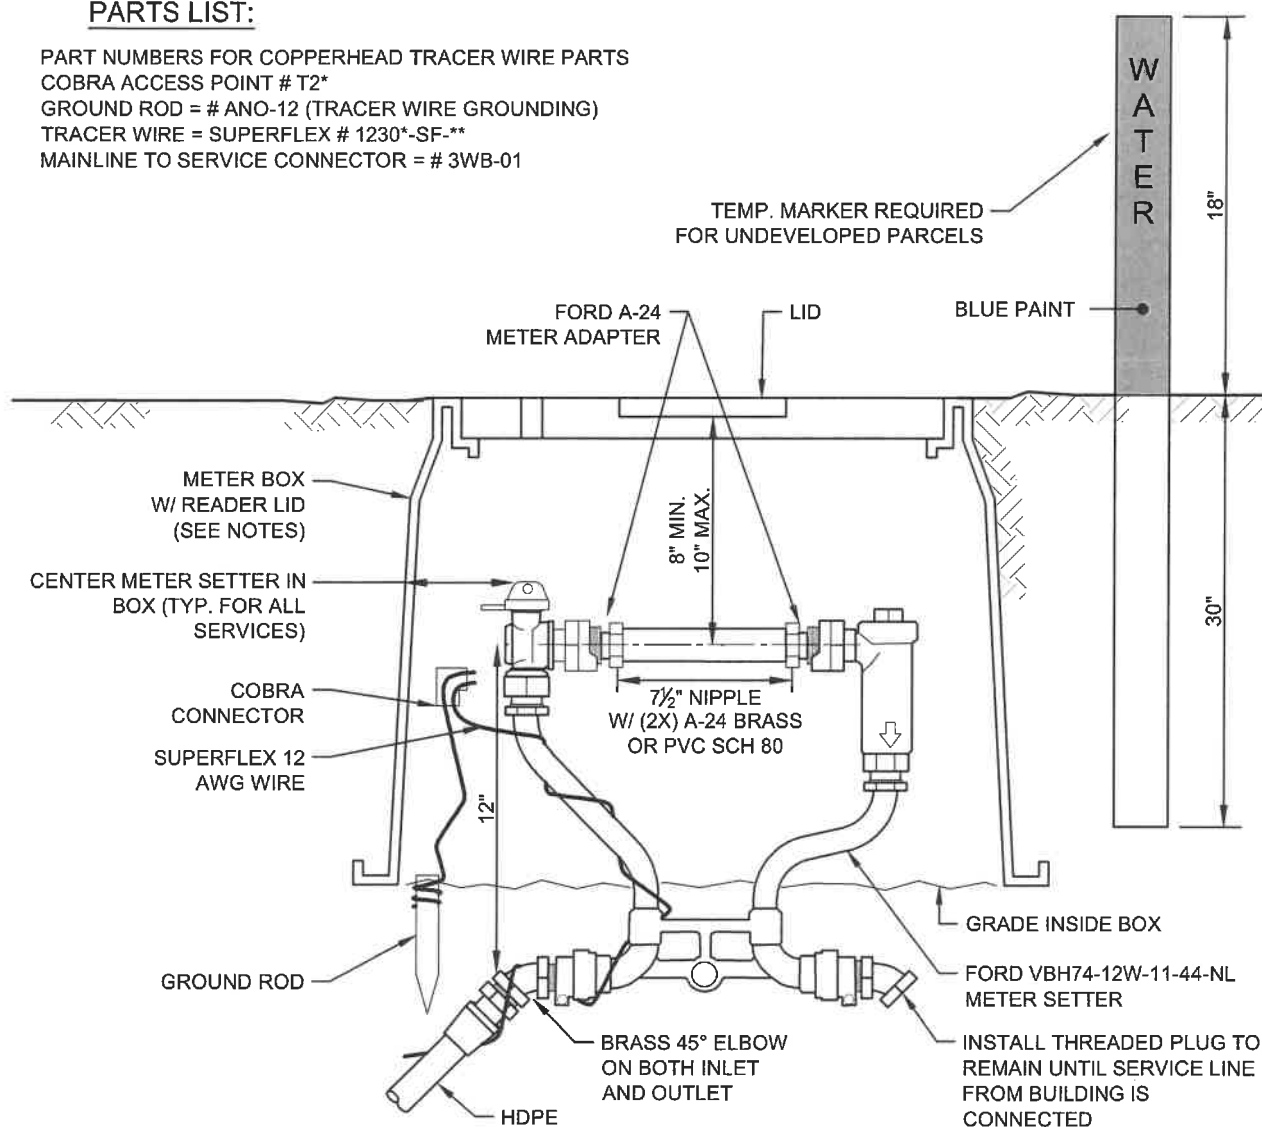 PARTS LIST:
PART NUMBERS FOR COPPERHEAD TRACER WIRE PARTS
COBRA ACCESS POINT # T2*
GROUND ROD = # ANO-12 (TRACER WIRE GROUNDING)
TRACER WIRE = SUPERFLEX # 1230*-SF-**
MAINLINE TO SERVICE CONNECTOR = # 3WB-01
WATER
18"
TEMP. MARKER REQUIRED
FOR UNDEVELOPED PARCELS
BLUE PAINT
FORD A-24
METER ADAPTER
LID
METER BOX
W/ READER LID
(SEE NOTES)
8" MIN.
10" MAX.
CENTER METER SETTER IN
BOX (TYP. FOR ALL
SERVICES)
30"
COBRA
CONNECTOR
7½" NIPPLE
W/ (2X) A-24 BRASS
OR PVC SCH 80
SUPERFLEX 12
AWG WIRE
12"
GRADE INSIDE BOX
GROUND ROD
FORD VBH74-12W-11-44-NL
METER SETTER
BRASS 45° ELBOW
ON BOTH INLET
AND OUTLET
INSTALL THREADED PLUG TO
REMAIN UNTIL SERVICE LINE
FROM BUILDING IS
CONNECTED
HDPE